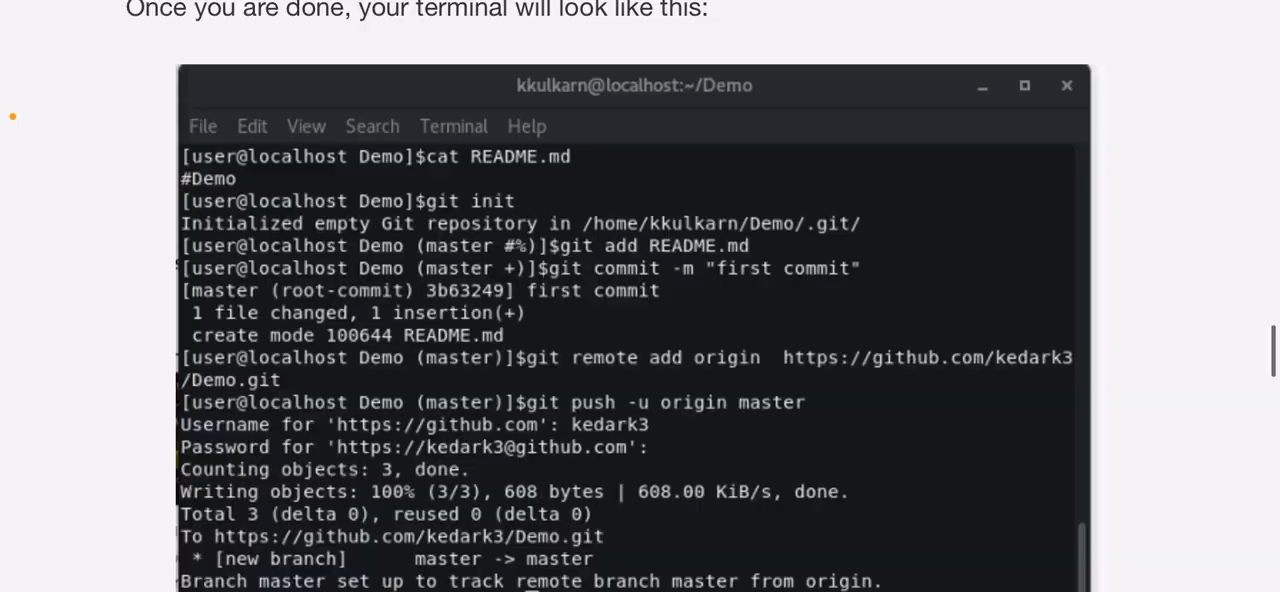 Once you are done, your terminal will look like this:
kkulkarn@localhost:~/Demo
File Edit View Search Terminal Help
[user@localhost Demo]$cat README.md
#Demo
[user@localhost Demo]$git init
Initialized empty Git repository in /home/kkulkarn/Demo/.git/
[user@localhost Demo (master #%)]$git add README.md
[user@localhost Demo (master +)]$git commit -m "first commit"
[master (root-commit) 3b63249] first commit
1 file changed, 1 insertion(+)
create mode 100644 README.md
[user@localhost Demo (master)]$git remote add origin  https://github.com/kedark3
/Demo.git
[user@localhost Demo (master)]$git push -u origin master
Username for 'https://github.com': kedark3
Password for 'https://kedark3@github.com':
Counting objects: 3, done.
Writing objects: 100% (3/3), 608 bytes | 608.00 KiB/s, done.
Total 3 (delta 0), reused 0 (delta 0)
To https://github.com/kedark3/Demo.git
* [new branch]      master -> master
Branch master set up to track remote branch master from origin.